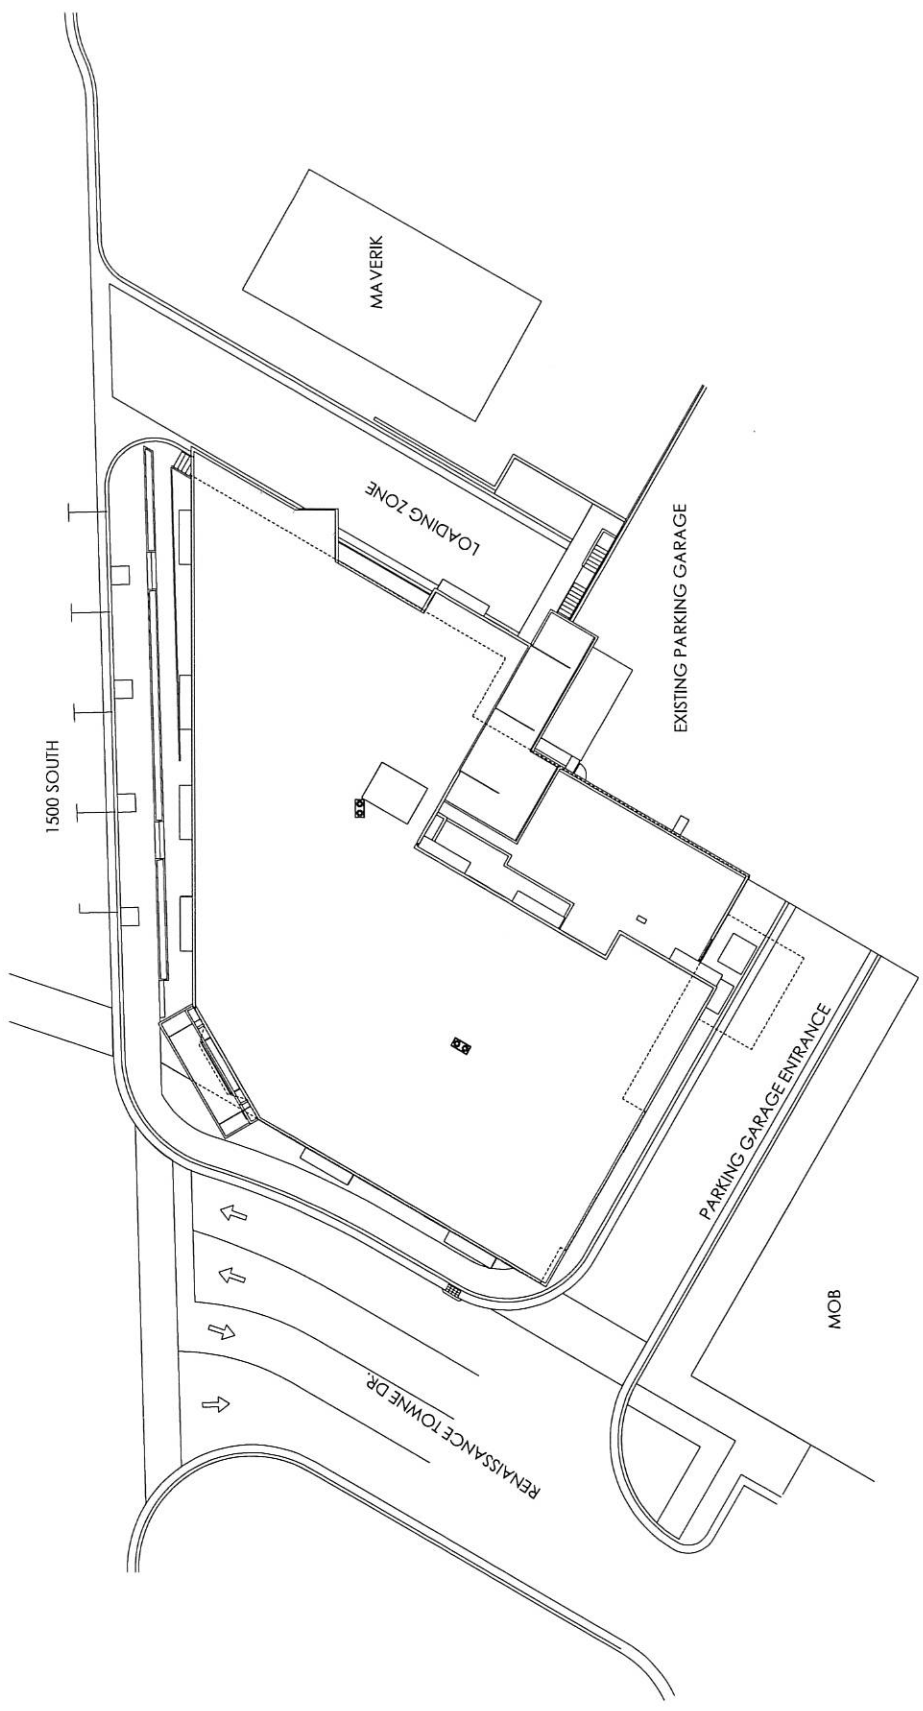 1500 SOUTH
MAVERIK
LOADING ZONE
EXISTING PARKING GARAGE
PARKING GARAGE ENTRANCE
RENAISSANCE TOWNE DR.
MOB